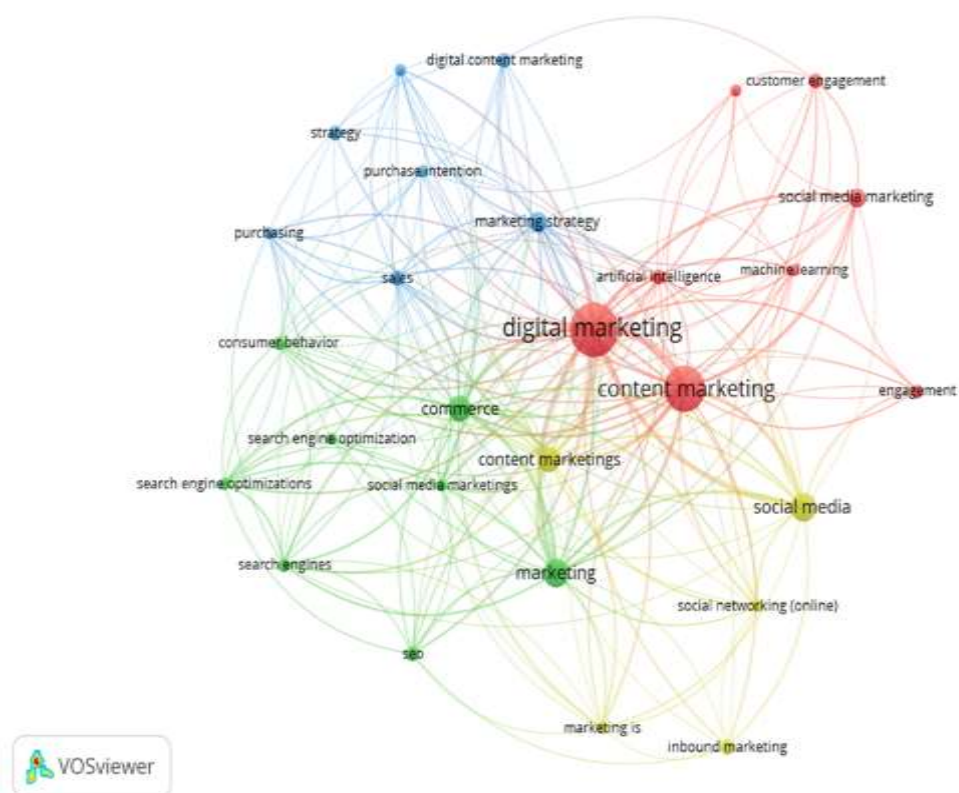 digital content marketing
customer engagement
strategy
purchase intention
social media marketing
marketing strategy
purchasing
artificial intelligence
machine learning
sales
digital marketing
consumer behavior
content marketing
engagement
commerce
search engine optimization
content marketings
search engine optimizations
social media marketings
social media
search engines
marketing
social networking (online)
seo
marketing is
inbound marketing
VOSviewer